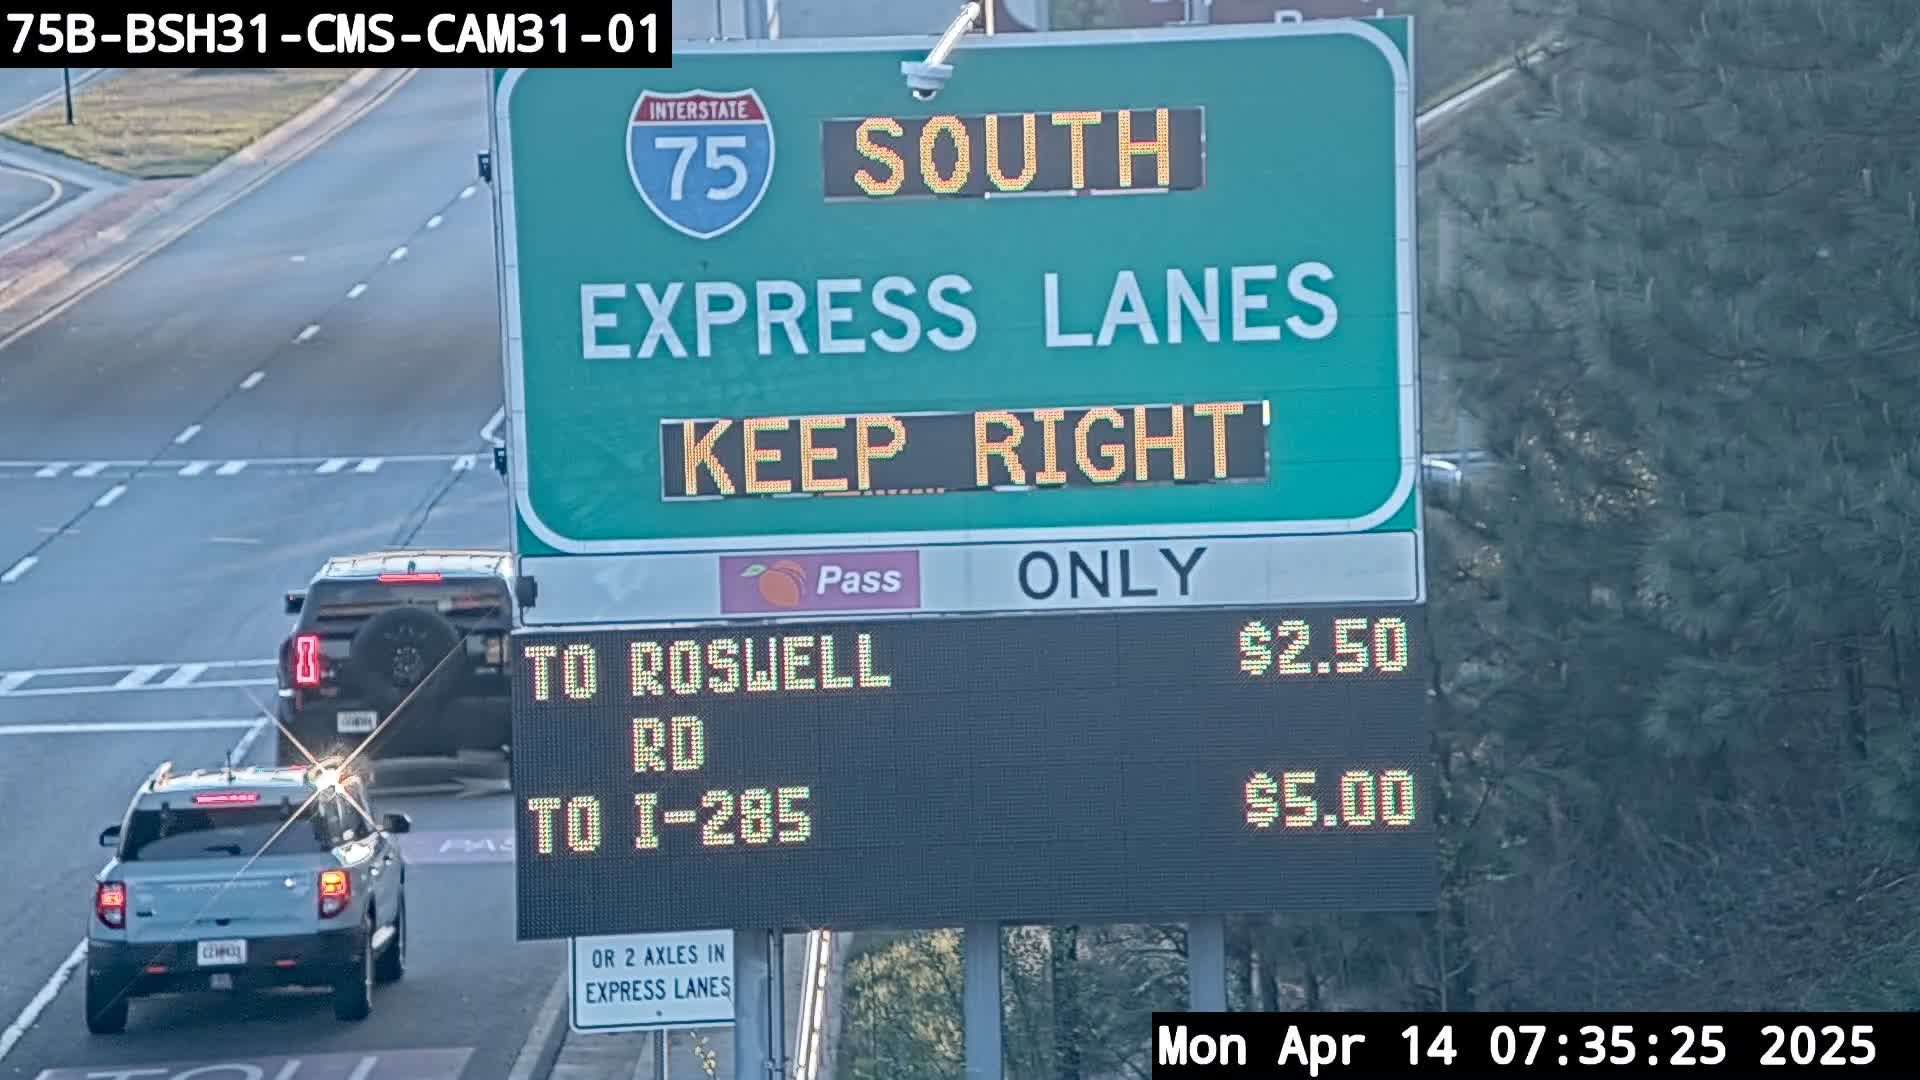 75B-BSH31-CMS-CAM31-01
INTERSTATE
75
SOUTH
EXPRESS LANES
KEEP RIGHT
Pass ONLY
TO ROSWELL $2.50
RD
TO I-285 $5.00
OR 2 AXLES IN
EXPRESS LANES
TOLL
Mon Apr 14 07:35:25 2025